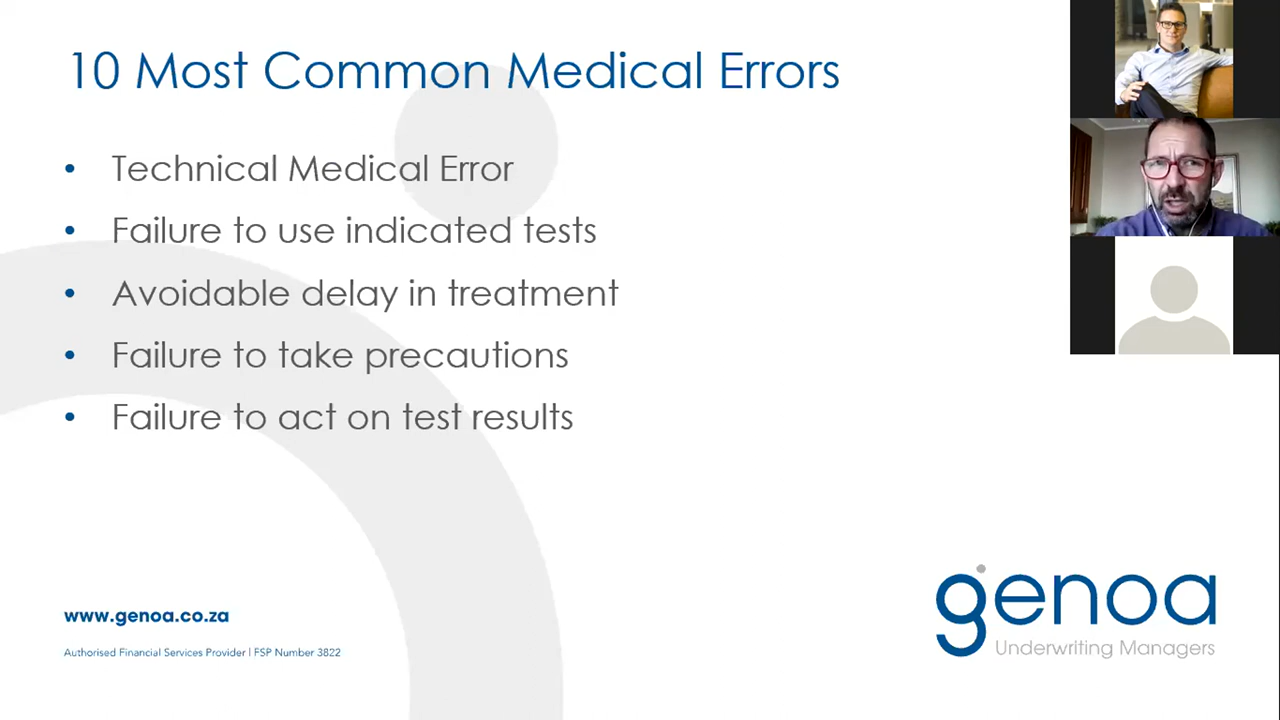 10 Most Common Medical Errors
• Technical Medical Error
• Failure to use indicated tests
• Avoidable delay in treatment
• Failure to take precautions
• Failure to act on test results
www.genoa.co.za
Authorised Financial Services Provider | FSP Number 3822
genoa
Underwriting Managers